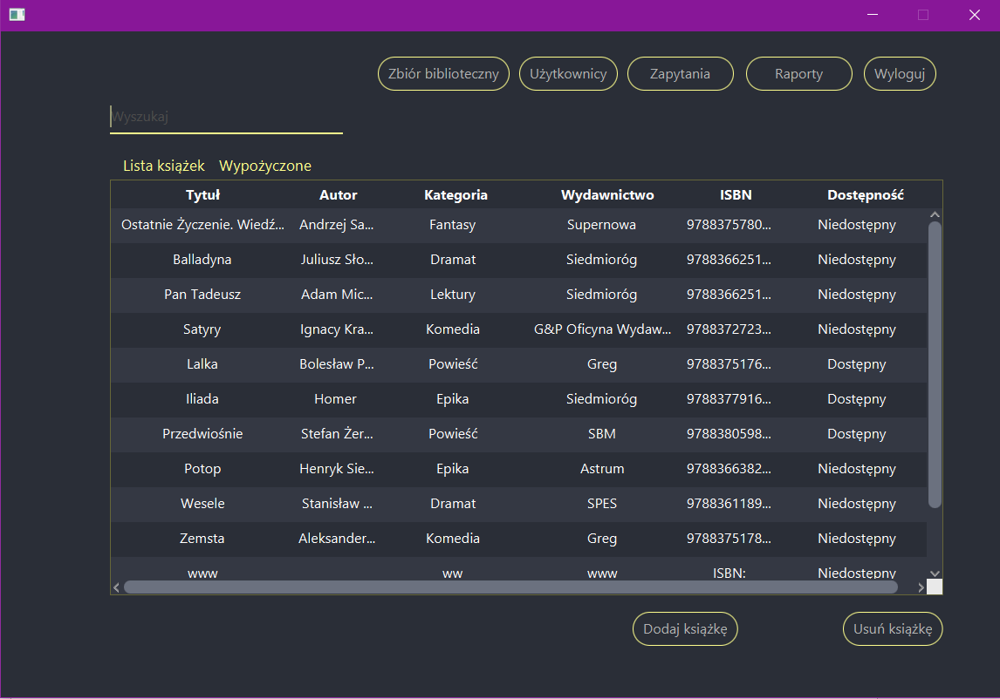 Zbiór biblioteczny Użytkownicy Zapytania Raporty Wyloguj
Wyszukaj
Lista książek Wypożyczone
Tytuł Autor Kategoria Wydawnictwo ISBN Dostępność
Ostatnie Życzenie. Wiedź... Andrzej Sa... Fantasy Supernowa 9788375780... Niedostępny
Balladyna Juliusz Sło... Dramat Siedmioróg 9788366251... Niedostępny
Pan Tadeusz Adam Mic... Lektury Siedmioróg 9788366251... Niedostępny
Satyry Ignacy Kra... Komedia G&P Oficyna Wydaw... 9788372723... Niedostępny
Lalka Bolesław P... Powieść Greg 9788375176... Dostępny
Iliada Homer Epika Siedmioróg 9788377916... Dostępny
Przedwiośnie Stefan Żer... Powieść SBM 9788380598... Dostępny
Potop Henryk Sie... Epika Astrum 9788366382... Niedostępny
Wesele Stanisław ... Dramat SPES 9788361189... Niedostępny
Zemsta Aleksander... Komedia Greg 9788375178... Niedostępny
www ww www ISBN: Niedostępny
Dodaj książkę Usuń książkę